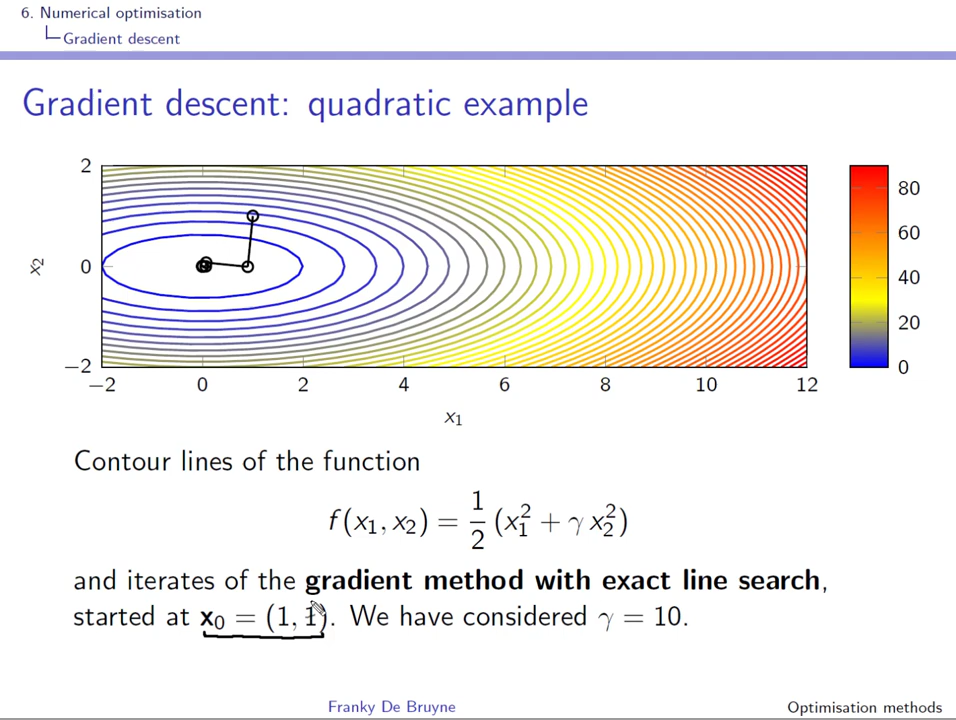 6. Numerical optimisation
Gradient descent
Gradient descent: quadratic example
2
0
−2
x2
−2 0 2 4 6 8 10 12
x1
80
60
40
20
0
Contour lines of the function
f(x1, x2) = 1/2 (x1² + γ x2²)
and iterates of the gradient method with exact line search,
started at x0 = (1, 1). We have considered γ = 10.
Franky De Bruyne Optimisation methods